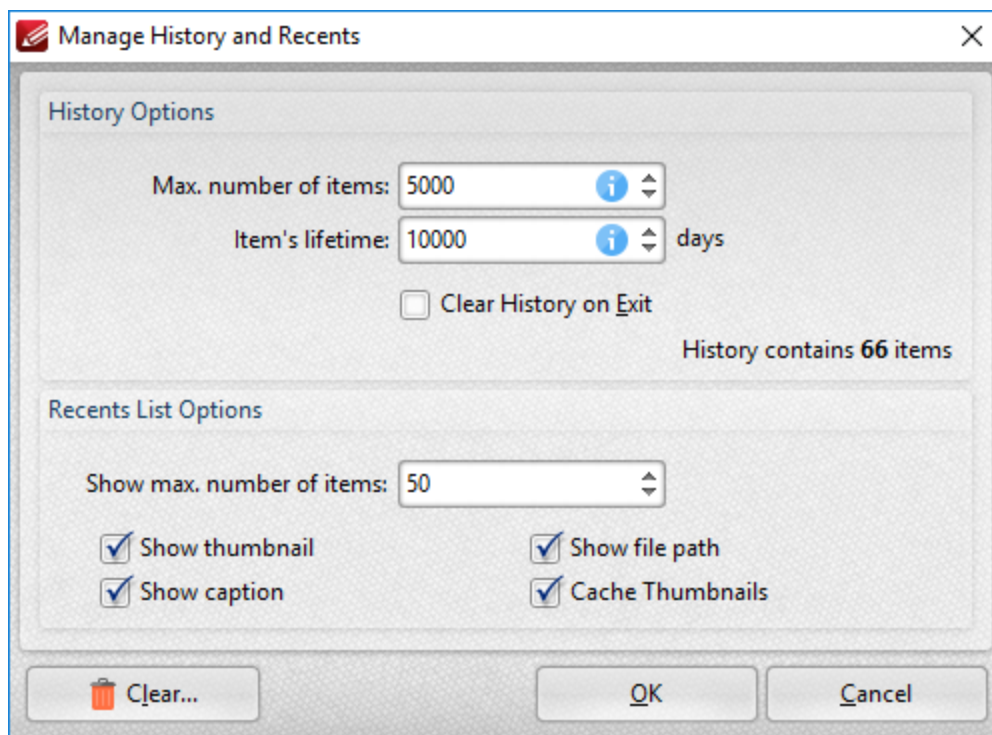 Manage History and Recents
History Options
Max. number of items: 5000
Item's lifetime: 10000 days
Clear History on Exit
History contains 66 items
Recents List Options
Show max. number of items: 50
Show thumbnail Show file path
Show caption Cache Thumbnails
Clear... OK Cancel